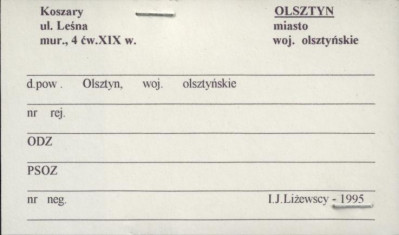 Koszary
ul. Leśna
mur., 4 ćw.XIX w.
OLSZTYN
miasto
woj. olsztyńskie
d.pow . Olsztyn, woj. olsztyńskie
nr rej.
ODZ
PSOZ
nr neg. I.J.Liżewscy - 1995